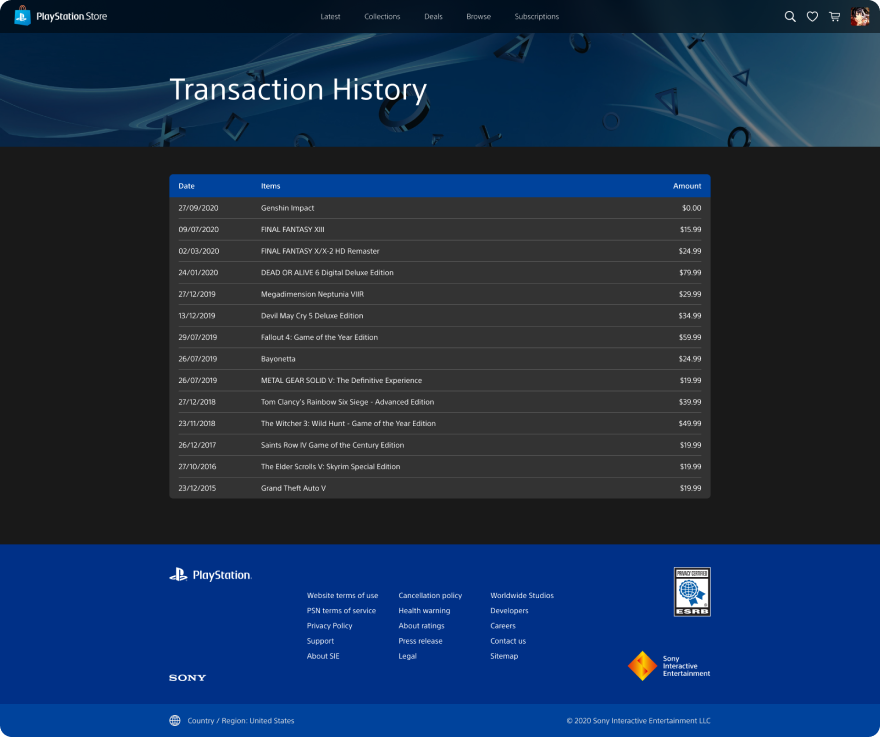 PlayStation.Store Latest Collections Deals Browse Subscriptions
Transaction History
Date Items Amount
27/09/2020 Genshin Impact $0.00
09/07/2020 FINAL FANTASY XIII $15.99
02/03/2020 FINAL FANTASY X/X-2 HD Remaster $24.99
24/01/2020 DEAD OR ALIVE 6 Digital Deluxe Edition $79.99
27/12/2019 Megadimension Neptunia VIIR $29.99
13/12/2019 Devil May Cry 5 Deluxe Edition $34.99
29/07/2019 Fallout 4: Game of the Year Edition $59.99
26/07/2019 Bayonetta $24.99
26/07/2019 METAL GEAR SOLID V: The Definitive Experience $19.99
27/12/2018 Tom Clancy's Rainbow Six Siege - Advanced Edition $39.99
23/11/2018 The Witcher 3: Wild Hunt - Game of the Year Edition $49.99
26/12/2017 Saints Row IV Game of the Century Edition $19.99
27/10/2016 The Elder Scrolls V: Skyrim Special Edition $19.99
23/12/2015 Grand Theft Auto V $19.99
PlayStation.
Website terms of use
PSN terms of service
Privacy Policy
Support
About SIE
Cancellation policy
Health warning
About ratings
Press release
Legal
Worldwide Studios
Developers
Careers
Contact us
Sitemap
PRIVACY CERTIFIED
ESRB
Sony
Interactive
Entertainment
SONY
Country / Region: United States © 2020 Sony Interactive Entertainment LLC